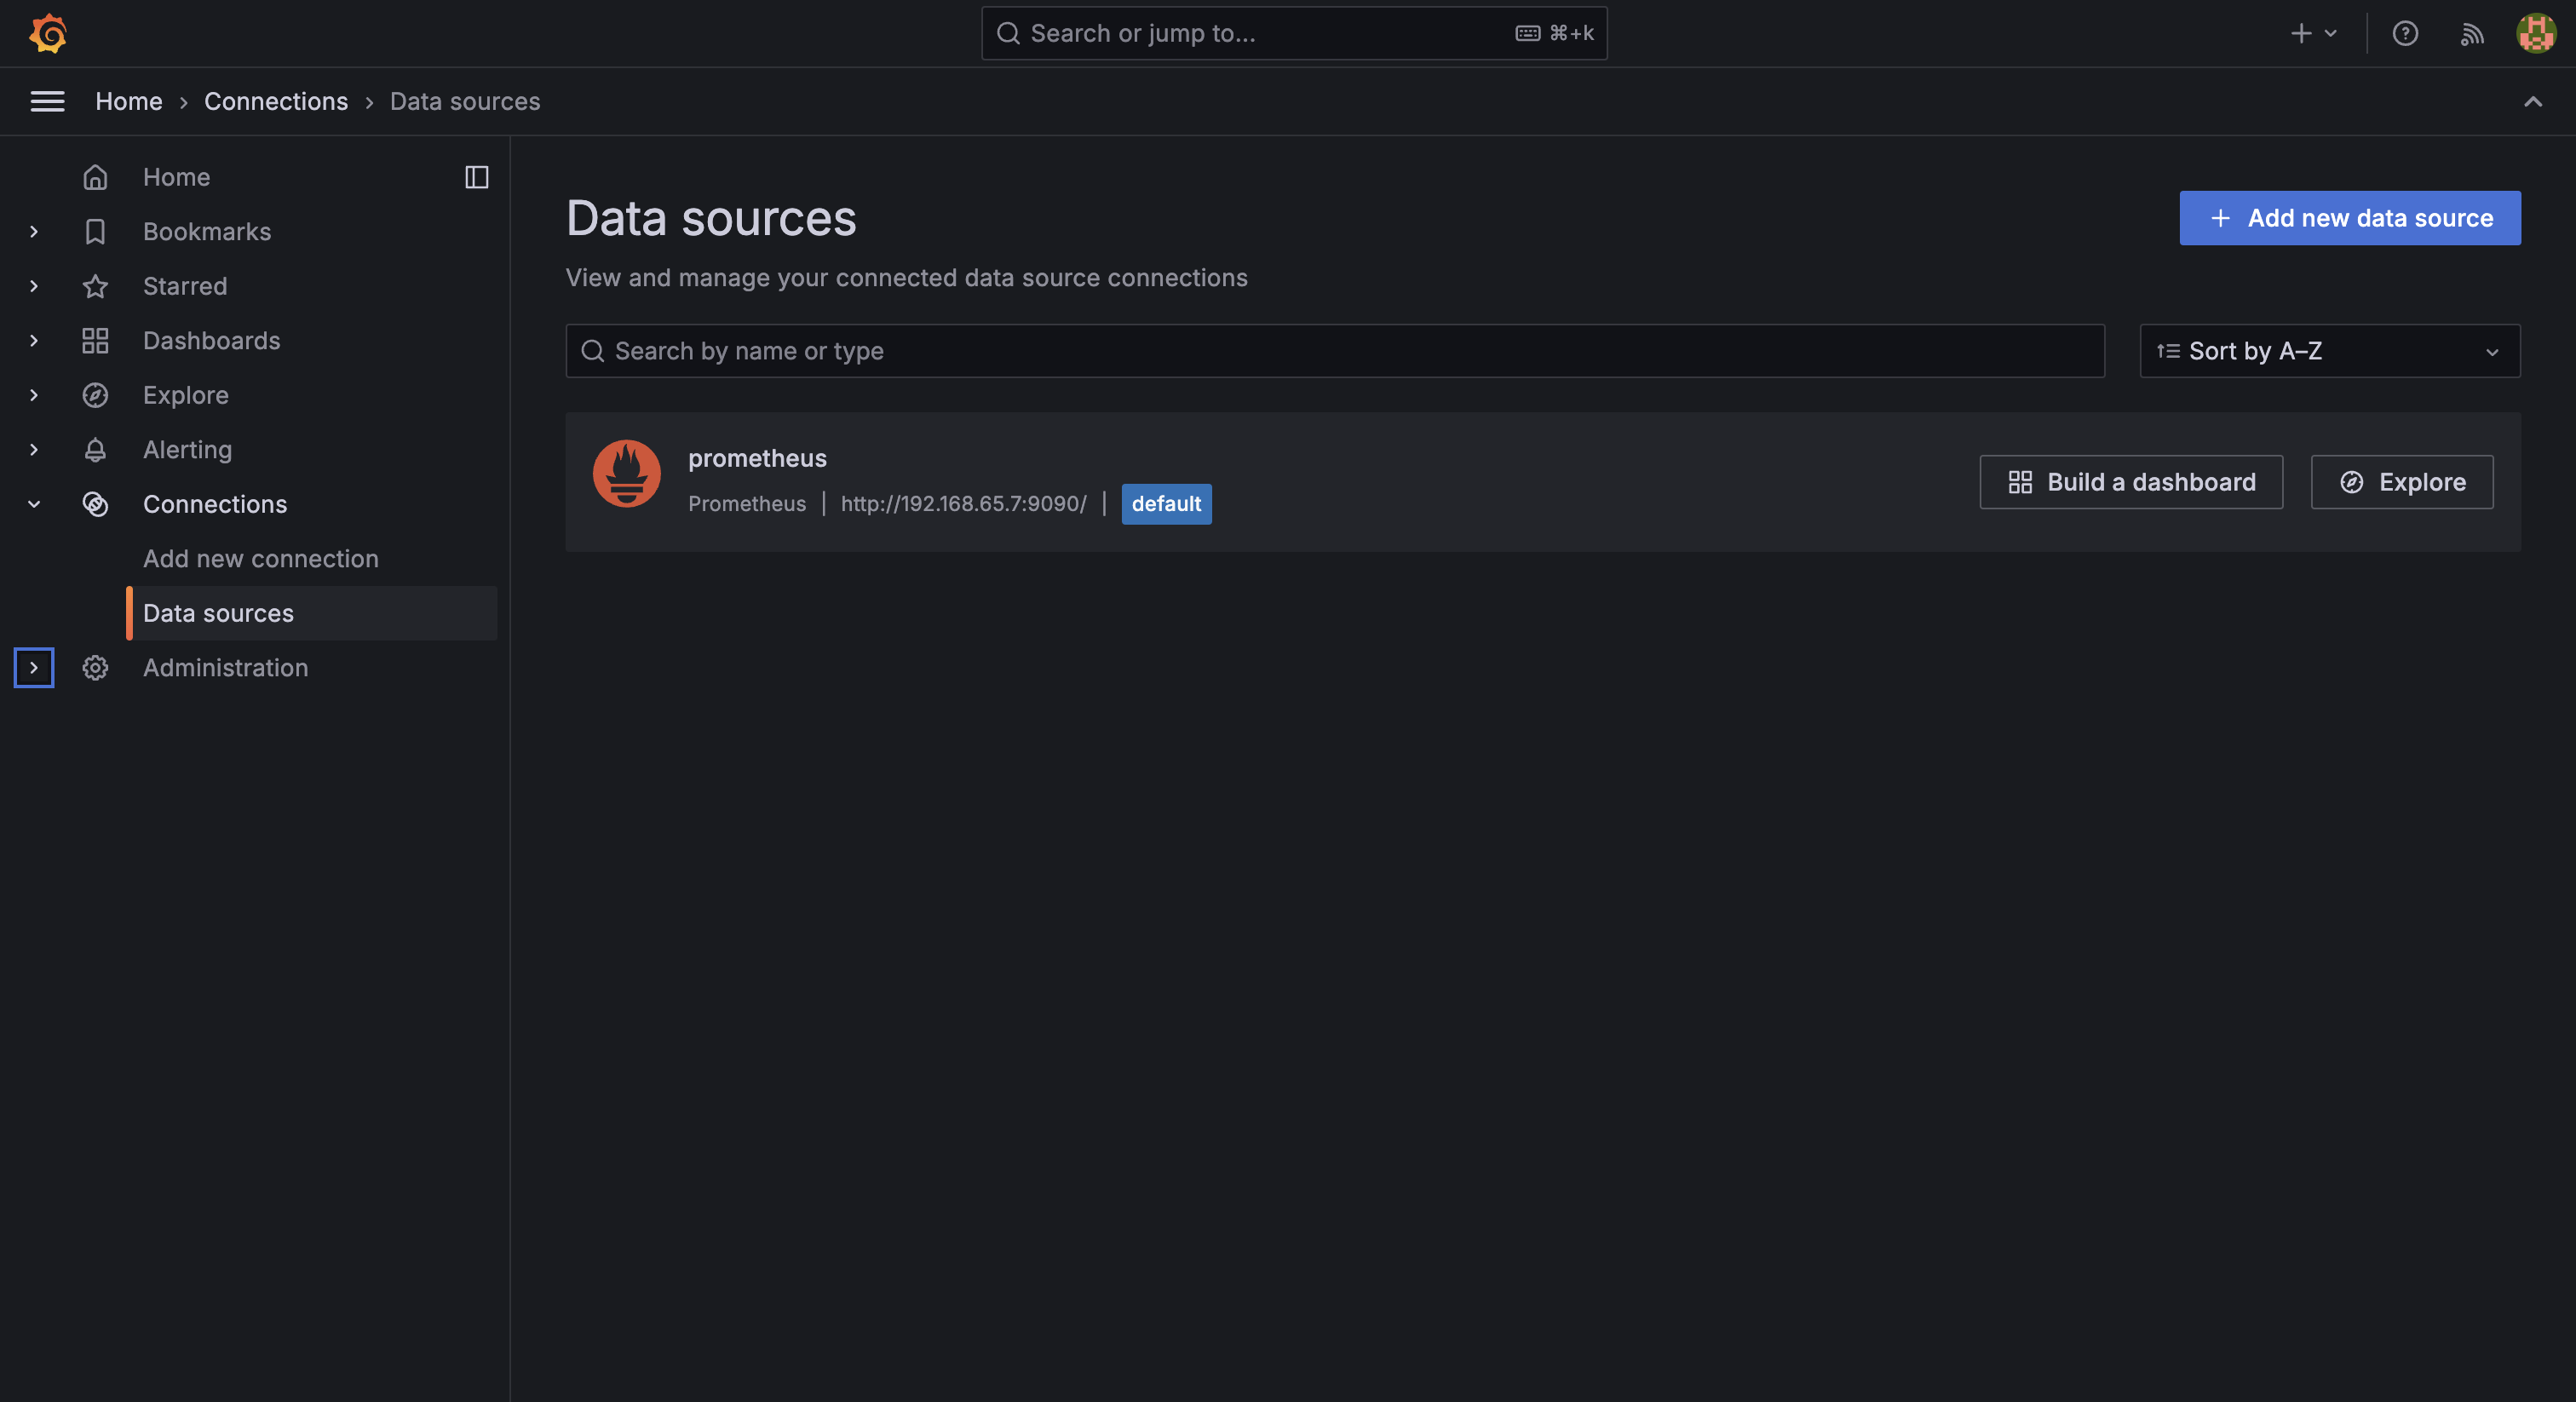 Search or jump to...
⌘+k
Home › Connections › Data sources
Home
Bookmarks
Starred
Dashboards
Explore
Alerting
Connections
Add new connection
Data sources
Administration
Data sources
Add new data source
View and manage your connected data source connections
Search by name or type
Sort by A–Z
prometheus
Prometheus | http://192.168.65.7:9090/ | default
Build a dashboard
Explore